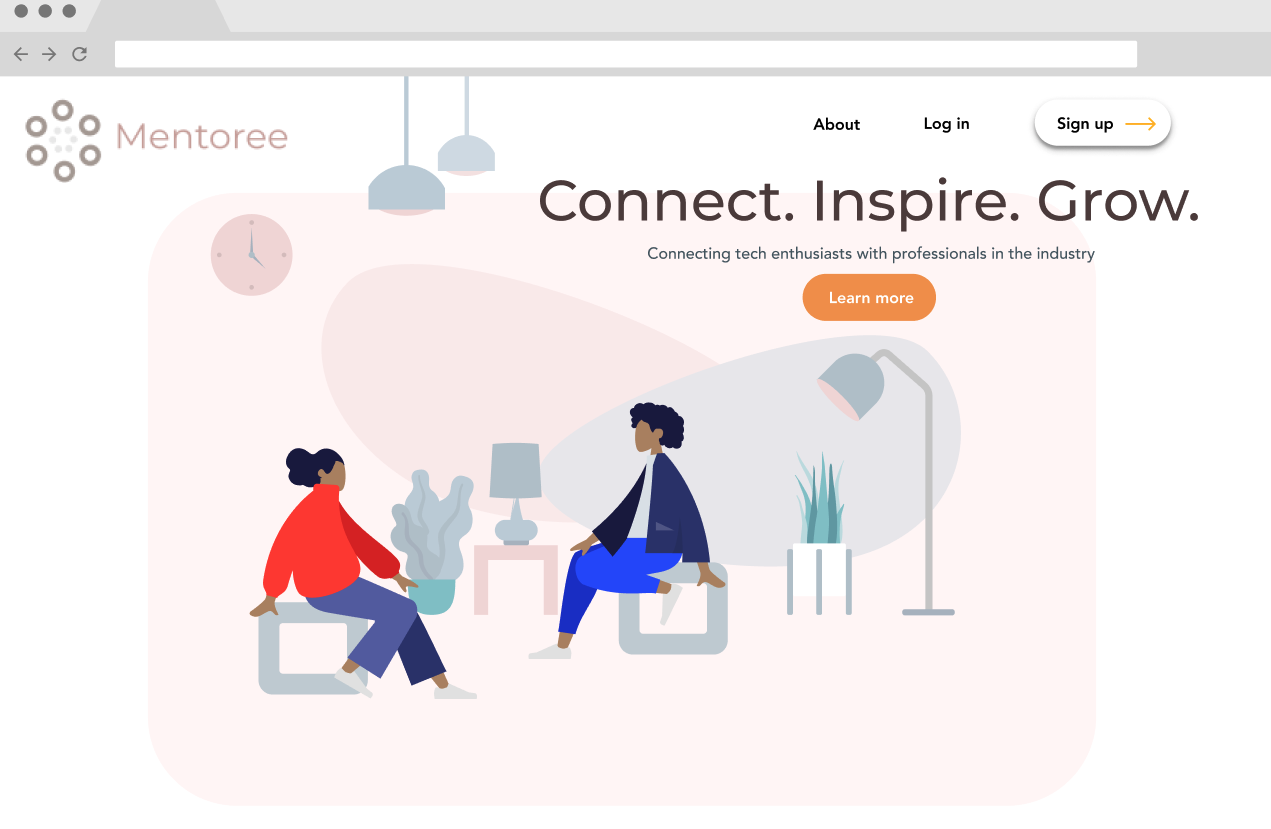 Mentoree
About
Log in
Sign up
Connect. Inspire. Grow.
Connecting tech enthusiasts with professionals in the industry
Learn more